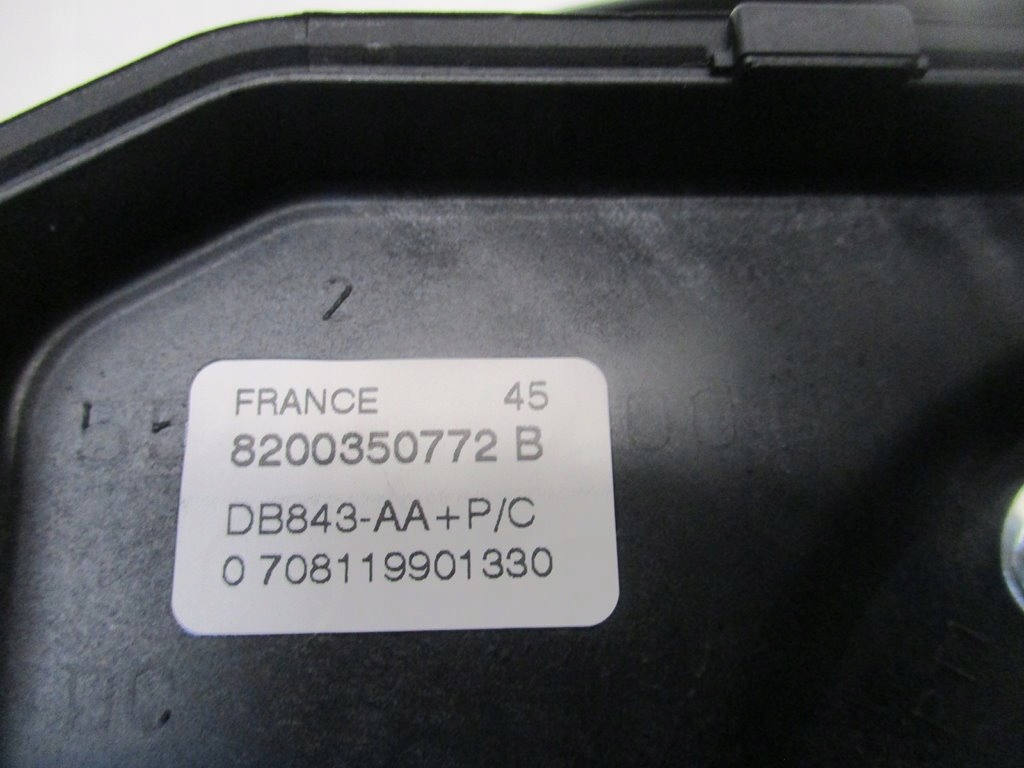 FRANCE 45
8200350772 B
DB843-AA+P/C
0 708119901330